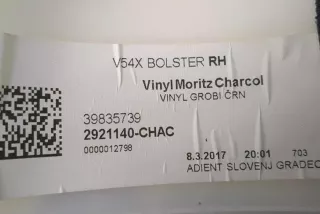 V54X BOLSTER RH
Vinyl Moritz Charcol
VINYL GROBI ČRN
39835739
2921140-CHAC
0000012798
8.3.2017 20:01 703
ADIENT SLOVENJ GRADEC